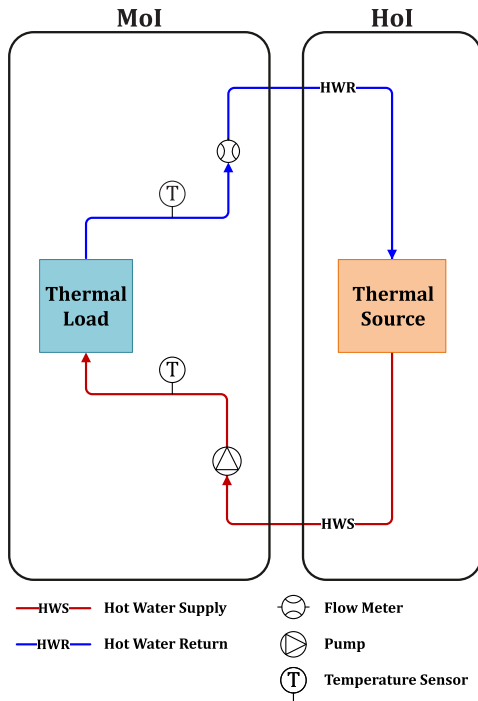 MoI
HoI
HWR
T
Thermal
Load
Thermal
Source
T
HWS
HWS Hot Water Supply
Flow Meter
HWR Hot Water Return
Pump
T Temperature Sensor